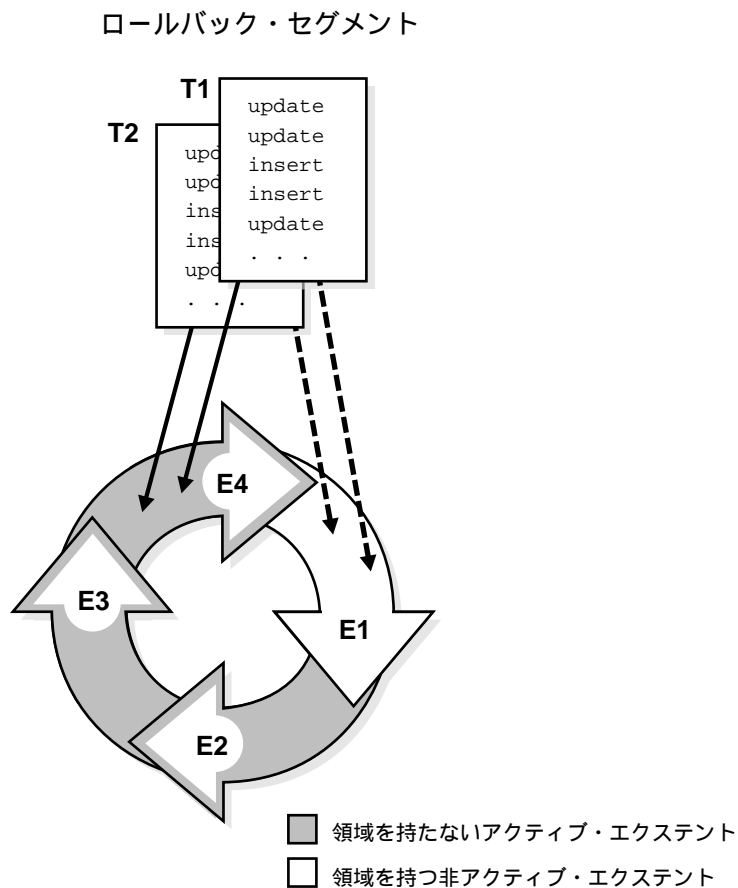 ロールバック・セグメント
T1
update
update
insert
insert
update
. . .
T2
upd
upd
ins
ins
upd
. . .
E4
E3
E1
E2
領域を持たないアクティブ・エクステント
領域を持つ非アクティブ・エクステント